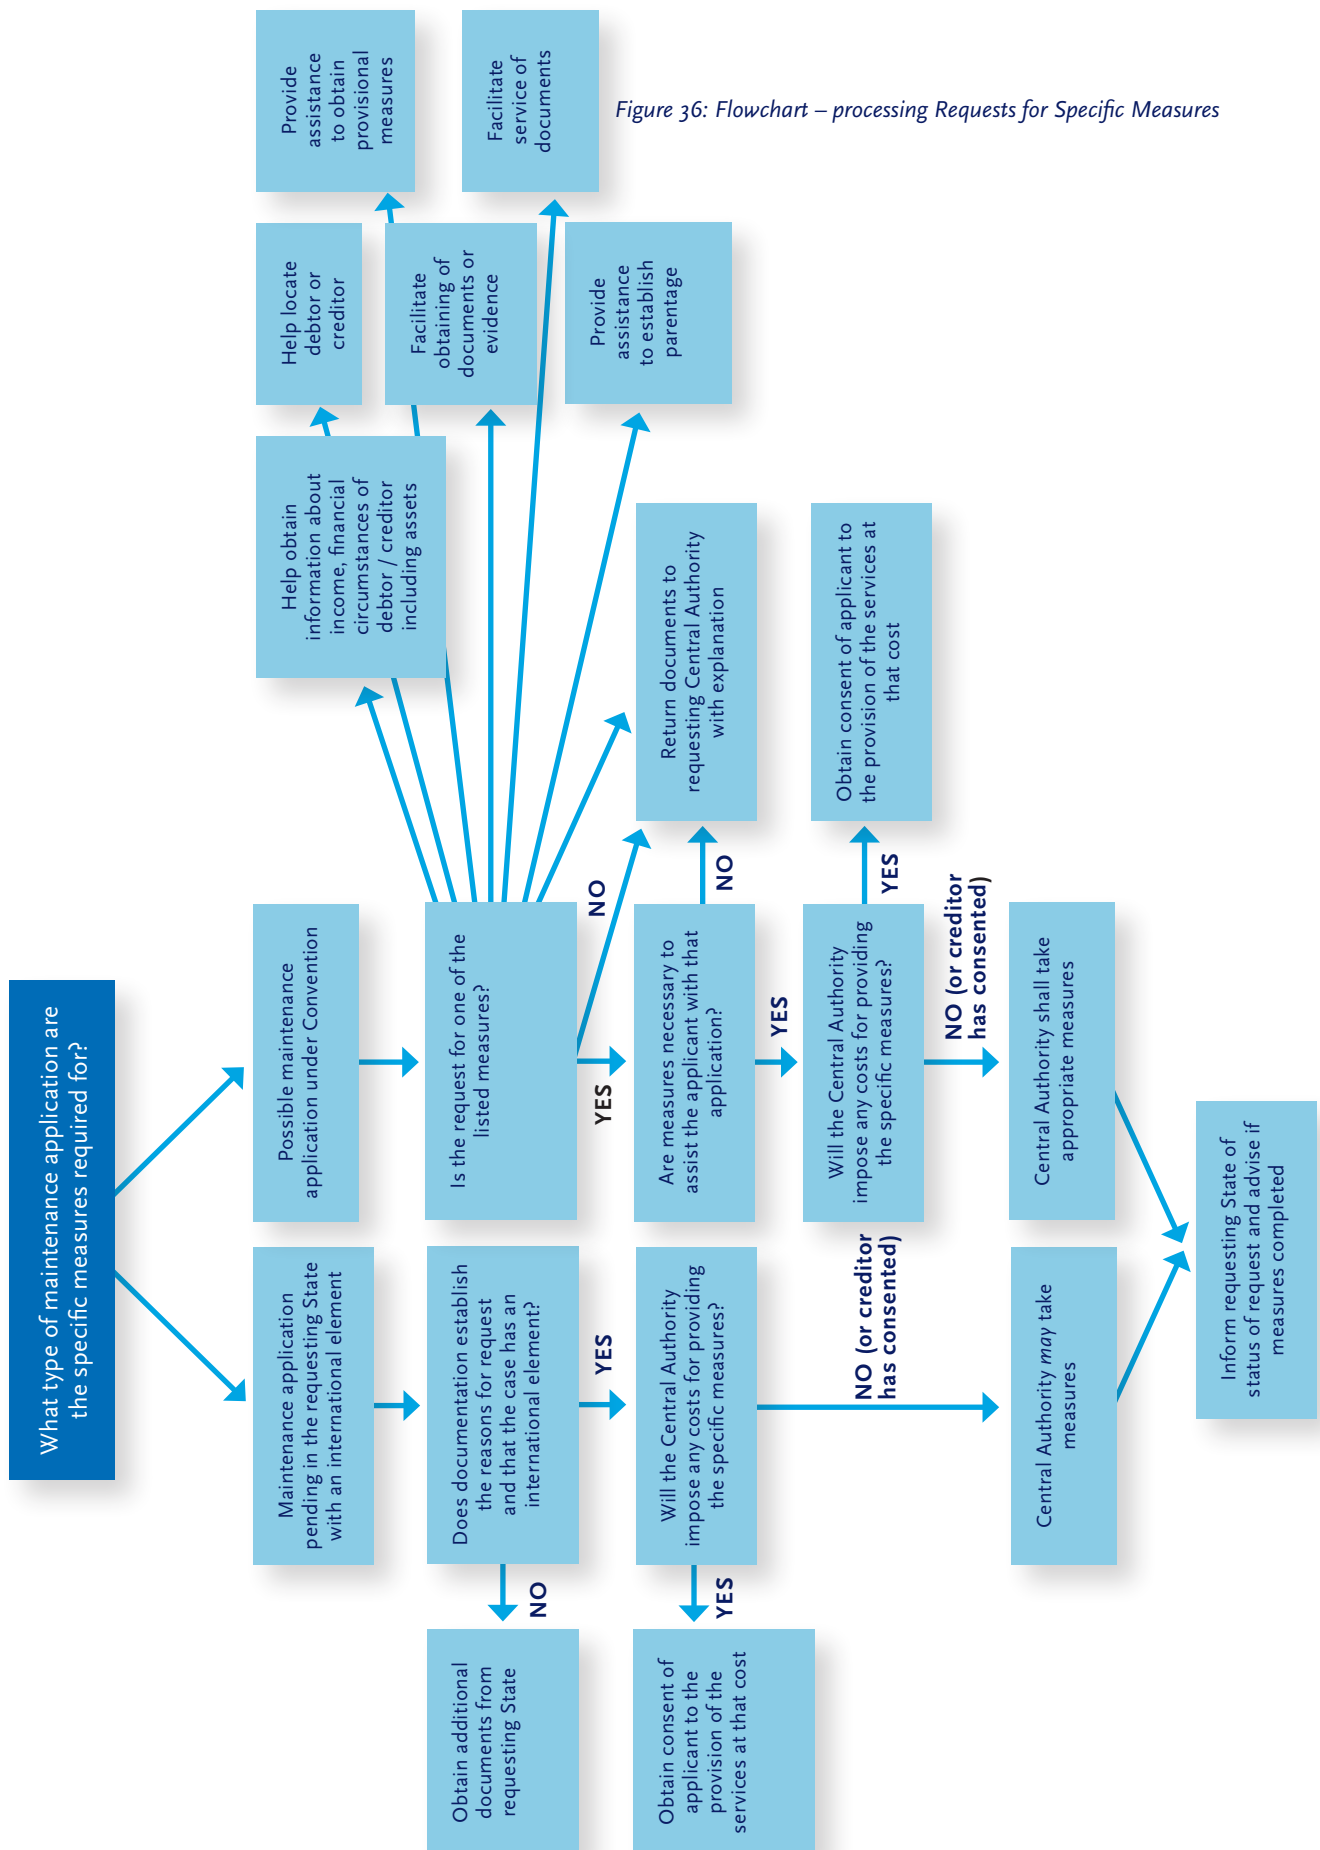 Figure 36: Flowchart – processing Requests for Specific Measures
What type of maintenance application are
the specific measures required for?
Maintenance application
pending in the requesting State
with an international element
Possible maintenance
application under Convention
Does documentation establish
the reasons for request
and that the case has an
international element?
NO
Obtain additional
documents from
requesting State
YES
Will the Central Authority
impose any costs for providing
the specific measures?
YES
Obtain consent of
applicant to the
provision of the
services at that cost
NO (or creditor
has consented)
Central Authority may take
measures
Is the request for one of the
listed measures?
Help obtain
information about
income, financial
circumstances of
debtor / creditor
including assets
Help locate
debtor or
creditor
Provide
assistance
to obtain
provisional
measures
Facilitate
obtaining of
documents or
evidence
Facilitate
service of
documents
Provide
assistance
to establish
parentage
NO
YES
Return documents to
requesting Central Authority
with explanation
Are measures necessary to
assist the applicant with that
application?
NO
YES
Will the Central Authority
impose any costs for providing
the specific measures?
YES
Obtain consent of applicant to
the provision of the services at
that cost
NO (or creditor
has consented)
Central Authority shall take
appropriate measures
Inform requesting State of
status of request and advise if
measures completed